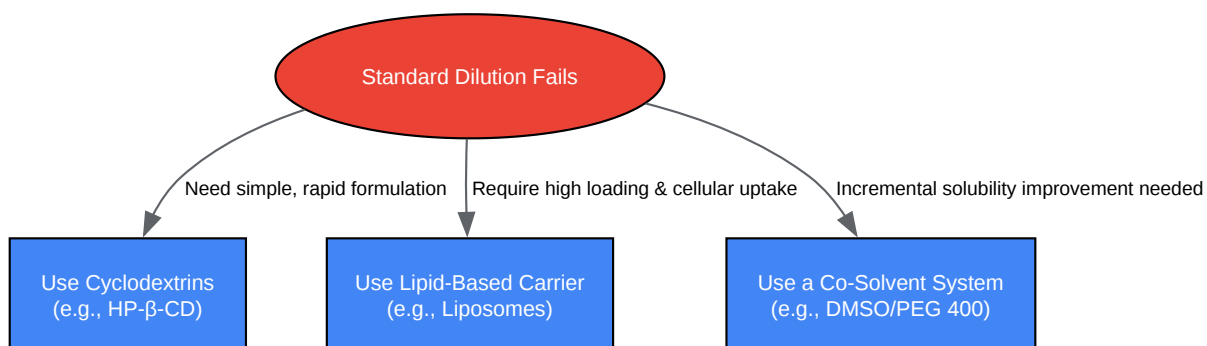 Standard Dilution Fails
Need simple, rapid formulation
Require high loading & cellular uptake
Incremental solubility improvement needed
Use Cyclodextrins
(e.g., HP-β-CD)
Use Lipid-Based Carrier
(e.g., Liposomes)
Use a Co-Solvent System
(e.g., DMSO/PEG 400)